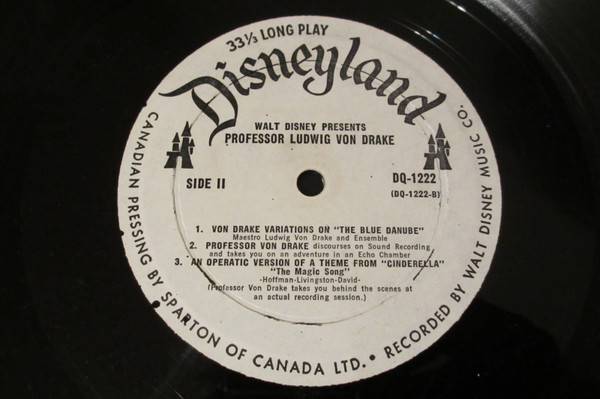 33⅓ LONG PLAY
Disneyland
WALT DISNEY PRESENTS
PROFESSOR LUDWIG VON DRAKE
SIDE II
DQ-1222
(DQ-1222-B)
1. VON DRAKE VARIATIONS ON "THE BLUE DANUBE"
Maestro Ludwig Von Drake and Ensemble
2. PROFESSOR VON DRAKE discourses on Sound Recording
and takes you on an adventure in an Echo Chamber
3. AN OPERATIC VERSION OF A THEME FROM "CINDERELLA"
"The Magic Song"
-Hoffman-Livingston-David-
(Professor Von Drake takes you behind the scenes at
an actual recording session.)
CANADIAN PRESSING BY SPARTON OF CANADA LTD. • RECORDED BY WALT DISNEY MUSIC CO.